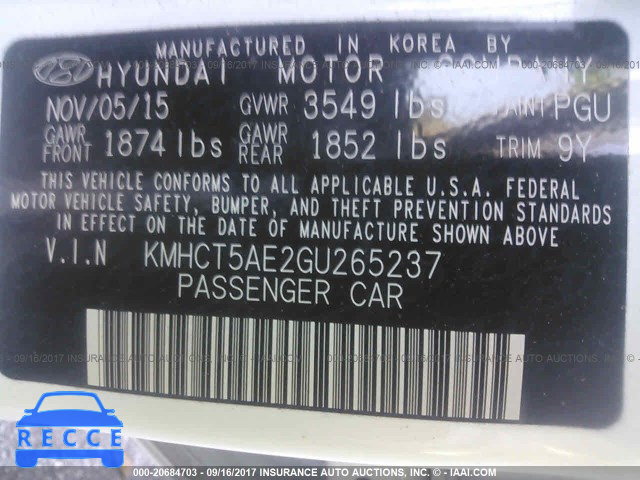 MANUFACTURED IN KOREA BY
HYUNDAI MOTOR COMPANY
NOV/05/15 GVWR 3549 lbs PAINT PGU
GAWR FRONT 1874 lbs GAWR REAR 1852 lbs TRIM 9Y
THIS VEHICLE CONFORMS TO ALL APPLICABLE U.S.A. FEDERAL
MOTOR VEHICLE SAFETY, BUMPER, AND THEFT PREVENTION STANDARDS
IN EFFECT ON THE DATE OF MANUFACTURE SHOWN ABOVE
V.I.N KMHCT5AE2GU265237
PASSENGER CAR
RECCE
000-20684703 - 09/16/2017 INSURANCE AUTO AUCTIONS, INC. - © IAAI.COM